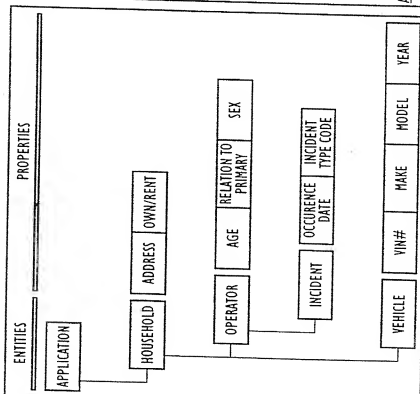 ENTITIES PROPERTIES
APPLICATION
HOUSEHOLD ADDRESS OWN/RENT
OPERATOR AGE RELATION TO PRIMARY SEX
INCIDENT OCCURENCE DATE INCIDENT TYPE CODE
VEHICLE VIN# MAKE MODEL YEAR